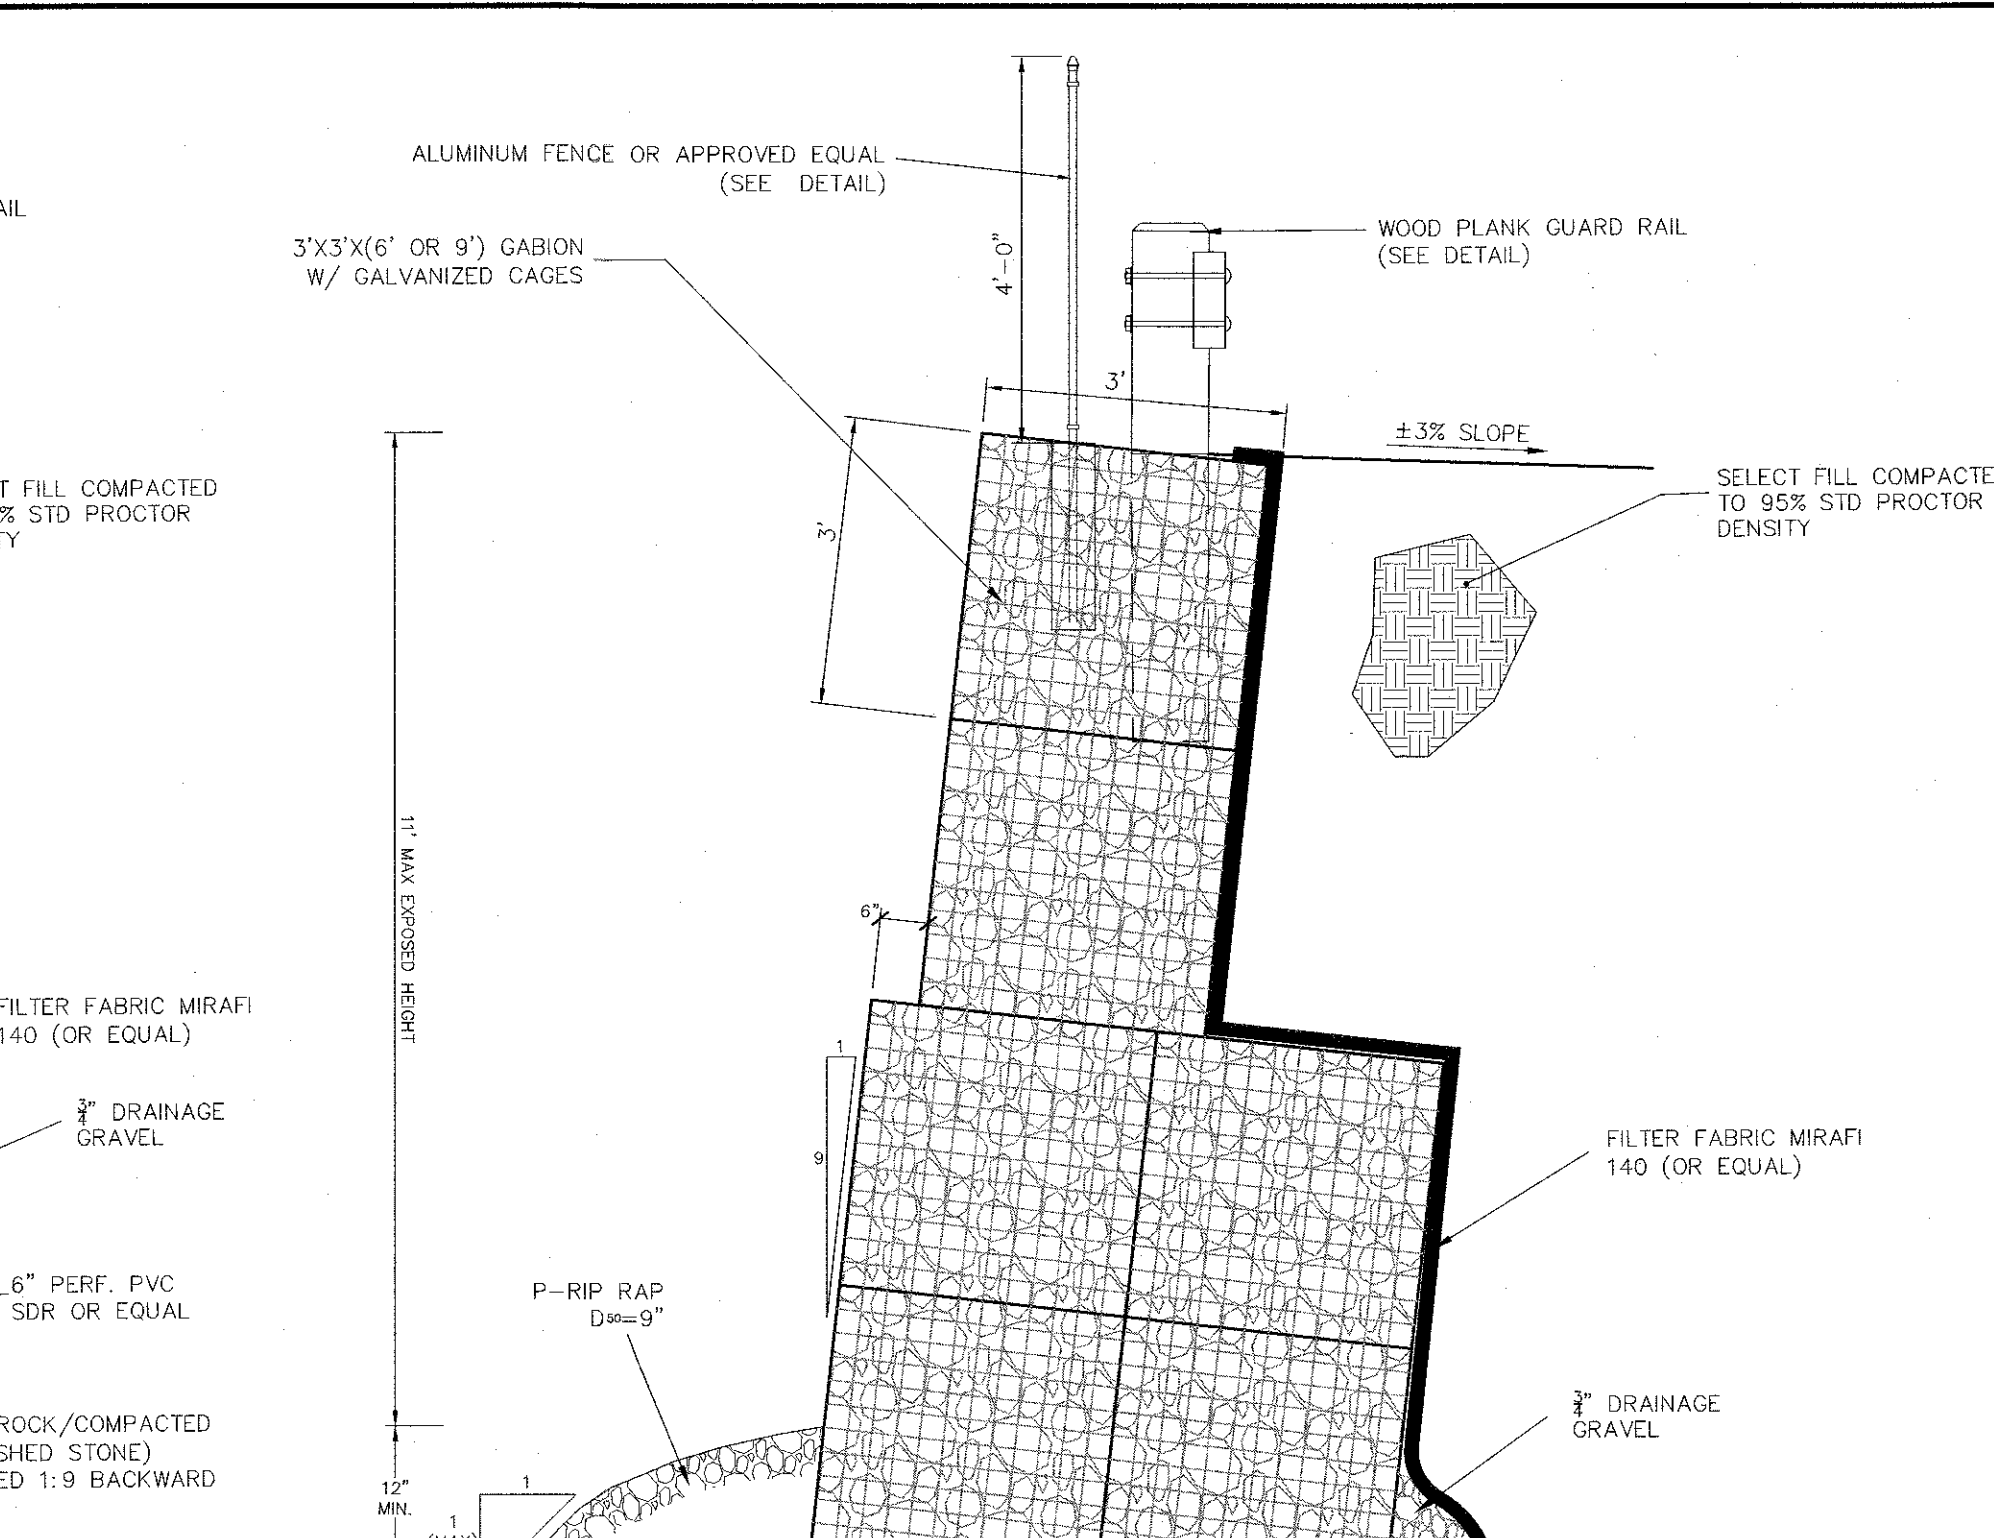 AIL
ALUMINUM FENCE OR APPROVED EQUAL
(SEE DETAIL)
3'X3'X(6' OR 9') GABION
W/ GALVANIZED CAGES
4'-0"
WOOD PLANK GUARD RAIL
(SEE DETAIL)
3'
±3% SLOPE
T FILL COMPACTED
% STD PROCTOR
TY
3'
SELECT FILL COMPACTE
TO 95% STD PROCTOR
DENSITY
11' MAX EXPOSED HEIGHT
6"
FILTER FABRIC MIRAFI
140 (OR EQUAL)
1
9
3/4" DRAINAGE
GRAVEL
FILTER FABRIC MIRAFI
140 (OR EQUAL)
6" PERF. PVC
SDR OR EQUAL
P-RIP RAP
D50=9"
3/4" DRAINAGE
GRAVEL
ROCK/COMPACTED
SHED STONE)
ED 1:9 BACKWARD
12"
MIN.
1
1